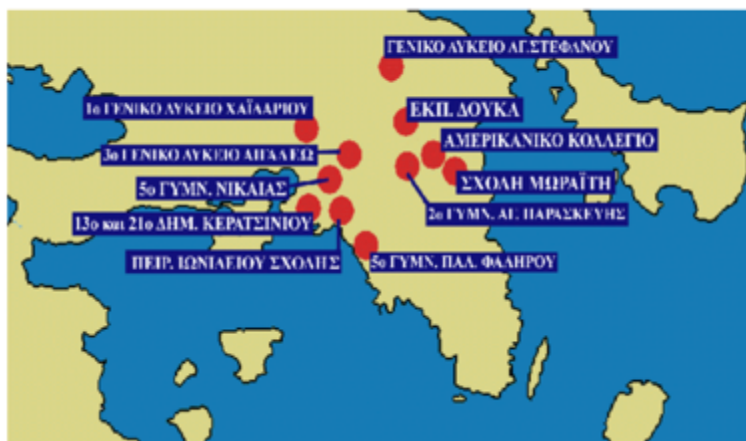 ΓΕΝΙΚΟ ΛΥΚΕΙΟ ΑΓ.ΣΤΕΦΑΝΟΥ
1ο ΓΕΝΙΚΟ ΛΥΚΕΙΟ ΧΑΪΔΑΡΙΟΥ
ΕΚΠ. ΔΟΥΚΑ
ΑΜΕΡΙΚΑΝΙΚΟ ΚΟΛΛΕΓΙΟ
3ο ΓΕΝΙΚΟ ΛΥΚΕΙΟ ΑΙΓΑΛΕΩ
ΣΧΟΛΗ ΜΩΡΑΪΤΗ
5ο ΓΥΜΝ. ΝΙΚΑΙΑΣ
2ο ΓΥΜΝ. ΑΓ. ΠΑΡΑΣΚΕΥΗΣ
13ο και 21ο ΔΗΜ. ΚΕΡΑΤΣΙΝΙΟΥ
ΠΕΙΡ. ΙΩΝΙΔΕΙΟΥ ΣΧΟΛΗΣ
5ο ΓΥΜΝ. ΠΑΛ. ΦΑΛΗΡΟΥ